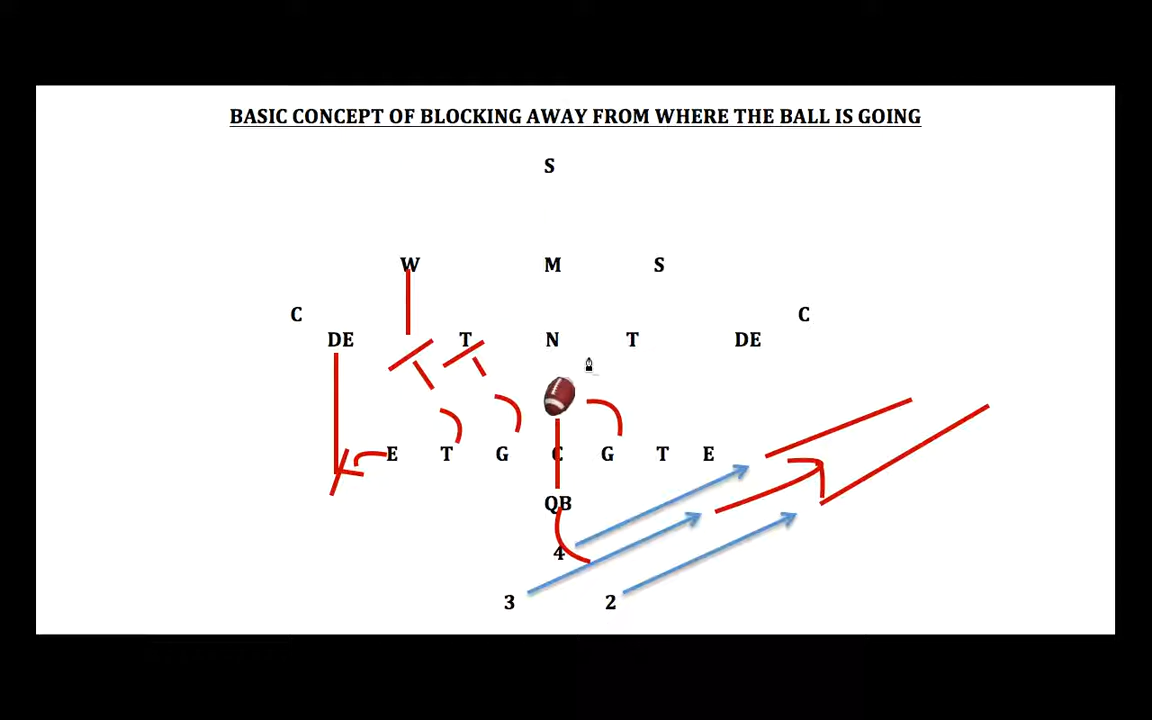 BASIC CONCEPT OF BLOCKING AWAY FROM WHERE THE BALL IS GOING
S
W M S
C C
DE T N T DE
E T G C G T E
QB
4
3 2